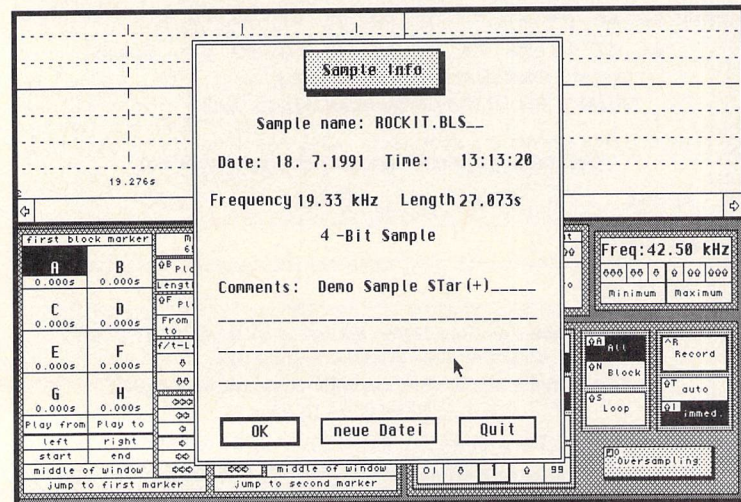 Sample Info
Sample name: ROCKIT.BLS__
Date: 18. 7.1991 Time: 13:13:20
Frequency 19.33 kHz Length 27.073s
4 -Bit Sample
Comments: Demo Sample STar(+)_____
OK neue Datei Quit
19.276s
first block marker
A B
0.000s 0.000s
C D
0.000s 0.000s
E F
0.000s 0.000s
G H
0.000s 0.000s
Play from Play to
left right
start end
middle of window
jump to first marker
From
to
middle of window
jump to second marker
01 1 99
Freq:42.50 kHz
Minimum Maximum
All
Block
Loop
Record
auto
immed.
Oversampling